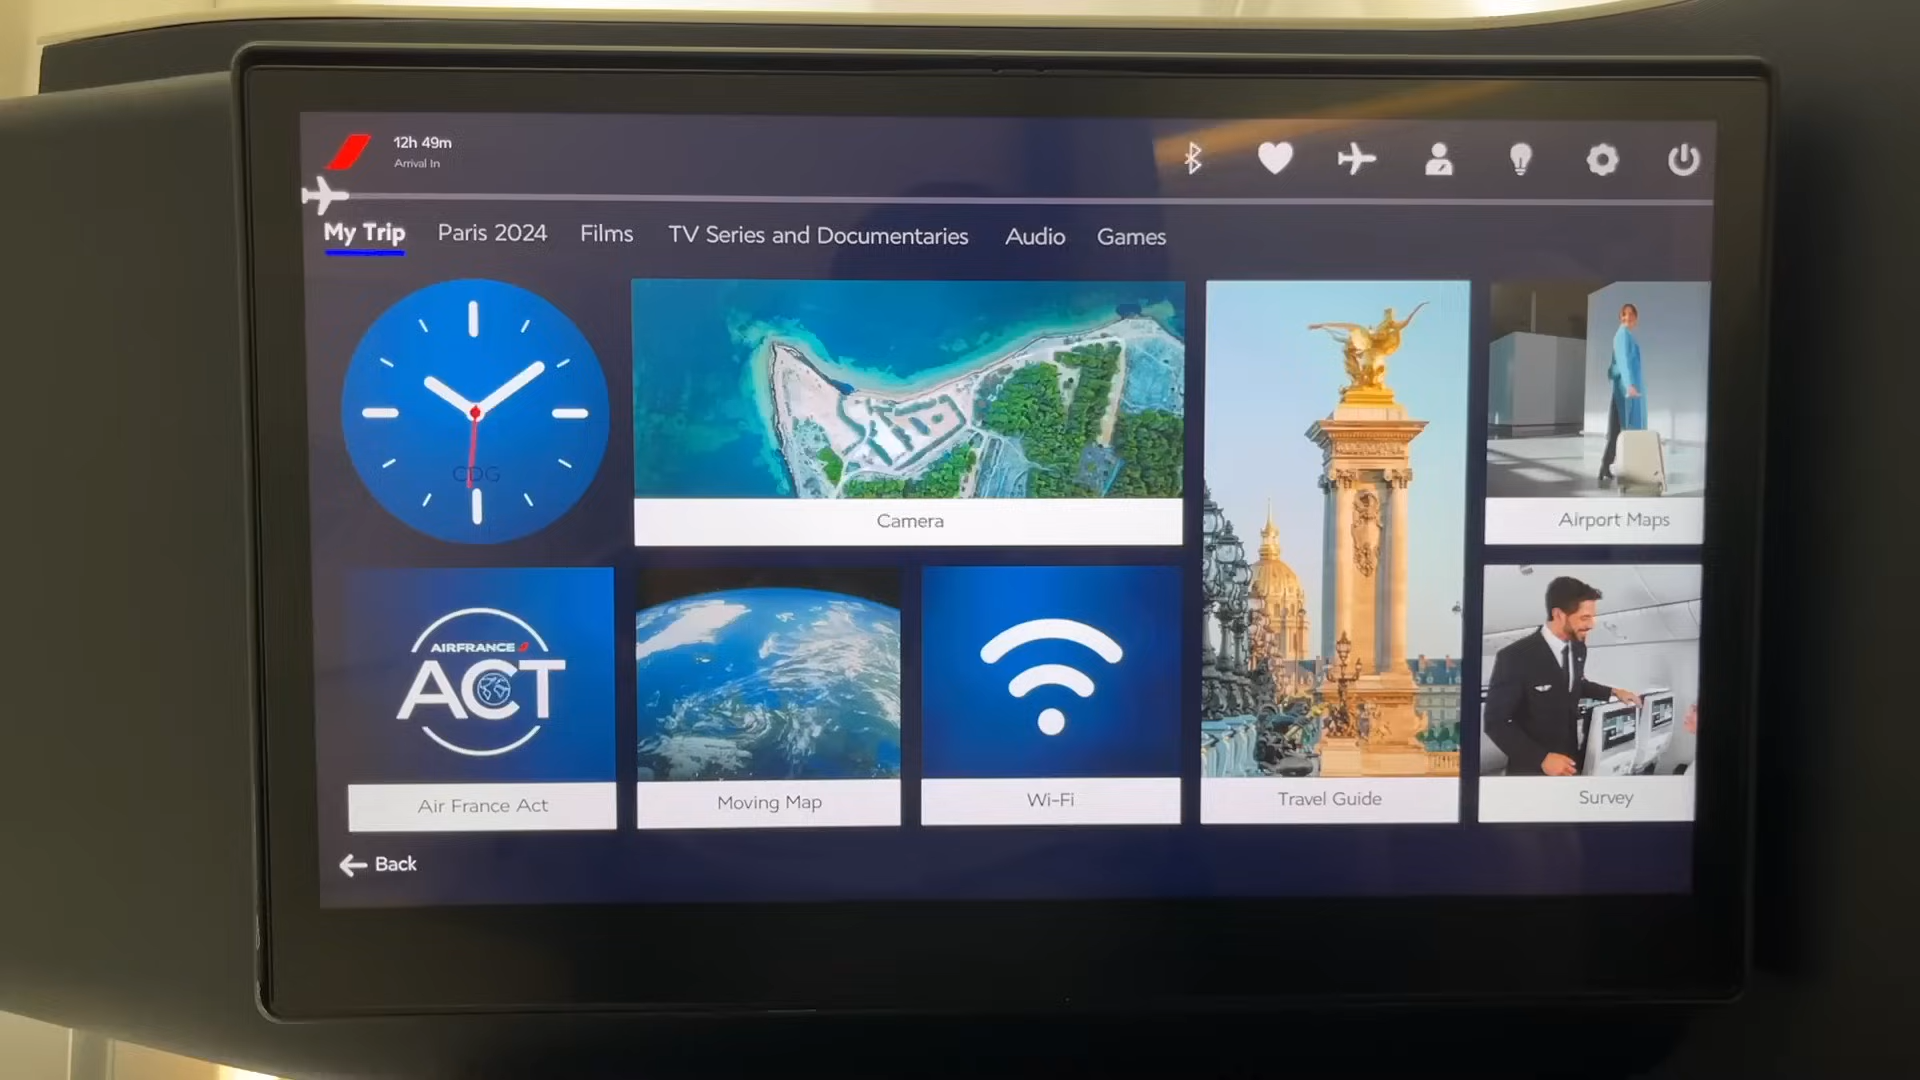 12h 49m
Arrival In
My Trip
Paris 2024
Films
TV Series and Documentaries
Audio
Games
CDG
Camera
Airport Maps
AIRFRANCE
ACT
Air France Act
Moving Map
Wi-Fi
Travel Guide
Survey
Back